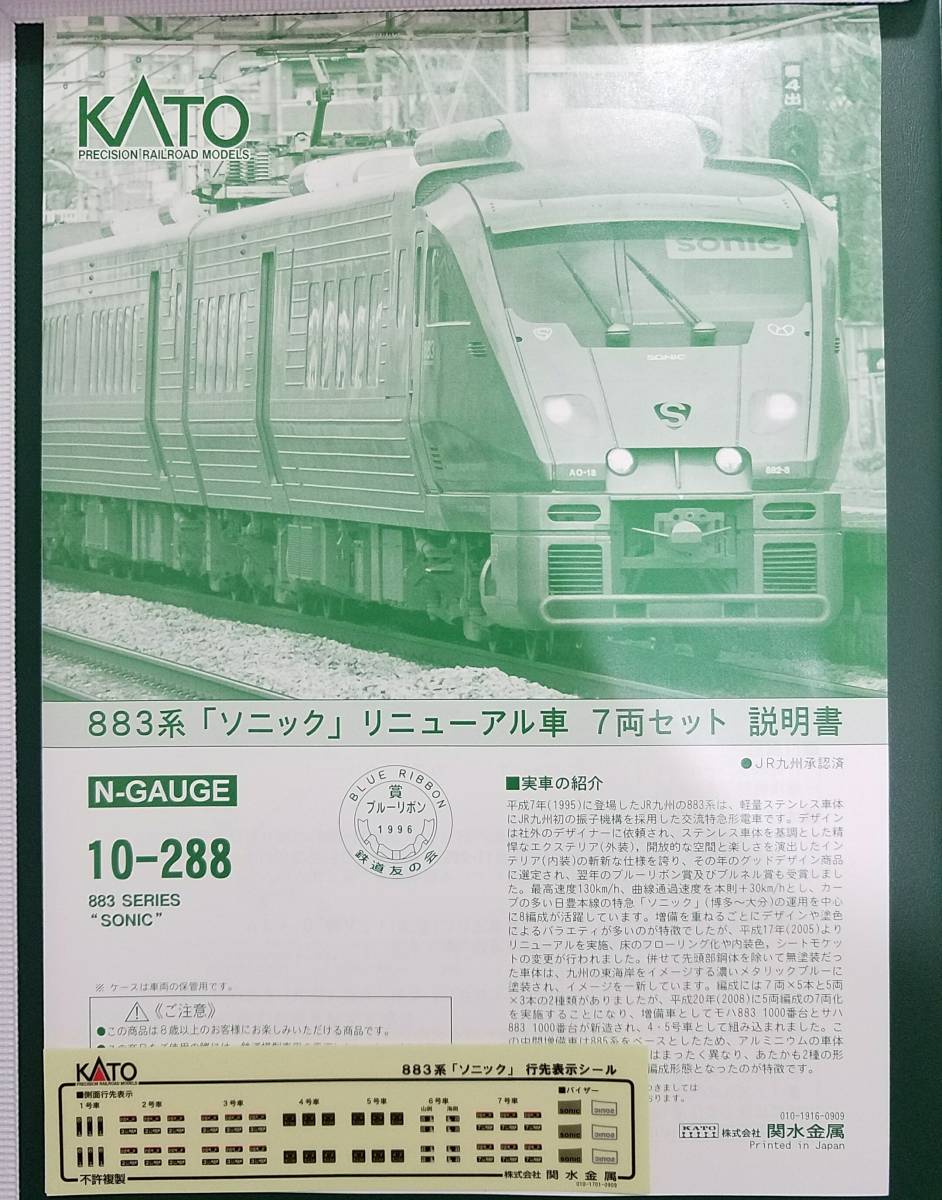 KATO
PRECISION RAILROAD MODELS
4出
sonic
883
SONIC
S
AO-18
882-3
883系「ソニック」リニューアル車 7両セット 説明書
●JR九州承認済
N-GAUGE
10-288
883 SERIES
“SONIC”
BLUE RIBBON
賞
ブルーリボン
1996
鉄道友の会
※ ケースは車両の保管用です。
《ご注意》
●この商品は8歳以上のお客様にお楽しみいただける商品です。
■実車の紹介
平成7年(1995)に登場したJR九州の883系は、軽量ステンレス車体
にJR九州初の振子機構を採用した交流特急形電車です。デザイン
は社外のデザイナーに依頼され、ステンレス車体を基調とした精
悍なエクステリア(外装)，開放的な空間と楽しさを演出したイン
テリア(内装)の斬新な仕様を誇り、その年のグッドデザイン商品
に選定され、翌年のブルーリボン賞及びブルネル賞も受賞しまし
た。最高速度130km/h、曲線通過速度を本則＋30km/hとし、カー
ブの多い日豊本線の特急「ソニック」(博多〜大分)の運用を中心
に8編成が活躍しています。増備を重ねるごとにデザインや塗色
によるバラエティが多いのが特徴でしたが、平成17年(2005)より
リニューアルを実施、床のフローリング化や内装色，シートモケット
の変更が行われました。併せて先頭部鋼体を除いて無塗装だっ
た車体は、九州の東海岸をイメージする濃いメタリックブルーに
塗装され、イメージを一新しています。編成には７両×5本と5両
×3本の2種類がありましたが、平成20年(2008)に5両編成の7両化
を実施することになり、増備車としてモハ883 1000番台とサハ
883 1000番台が新造され、4・5号車として組み込まれました。こ
の中間増備車は885系をベースとしたため、アルミニウムの車体
はまったく異なり、あたかも2種の形
編成形態となったのが特徴です。
つきましては
おります。
010-1916-0909
KATO 株式会社 関水金属
Printed in Japan
KATO
PRECISION RAILROAD MODELS
883系「ソニック」 行先表示シール
■側面行先表示
■バイザー
1号車 2号車 3号車 4号車 5号車 6号車 7号車
山側 海側
sonic
sonic
sonic
不許複製
株式会社 関水金属
010-1701-0909